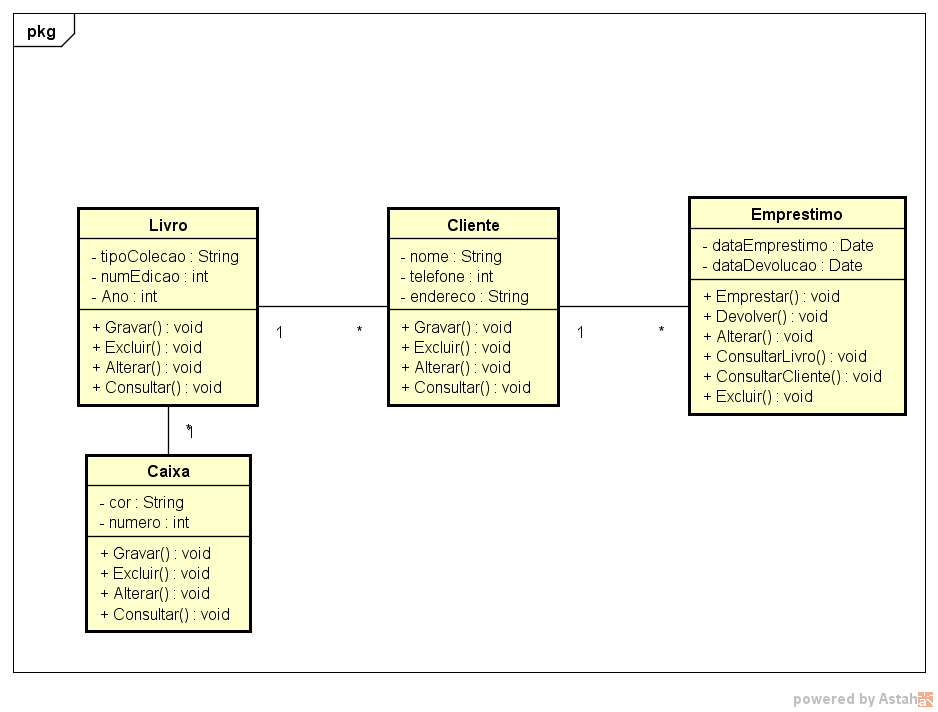 pkg
Livro
- tipoColecao : String
- numEdicao : int
- Ano : int
+ Gravar() : void
+ Excluir() : void
+ Alterar() : void
+ Consultar() : void
1
*
Cliente
- nome : String
- telefone : int
- endereco : String
+ Gravar() : void
+ Excluir() : void
+ Alterar() : void
+ Consultar() : void
1
*
Emprestimo
- dataEmprestimo : Date
- dataDevolucao : Date
+ Emprestar() : void
+ Devolver() : void
+ Alterar() : void
+ ConsultarLivro() : void
+ ConsultarCliente() : void
+ Excluir() : void
*1
Caixa
- cor : String
- numero : int
+ Gravar() : void
+ Excluir() : void
+ Alterar() : void
+ Consultar() : void
powered by Astah